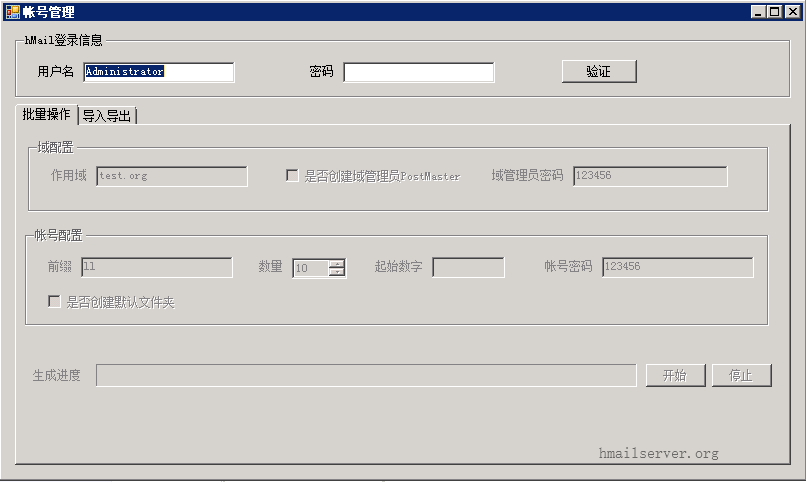 帐号管理
hMail登录信息
用户名 Administrator 密码 验证
批量操作 导入导出
域配置
作用域 test.org 是否创建域管理员PostMaster 域管理员密码 123456
帐号配置
前缀 ll 数量 10 起始数字 帐号密码 123456
是否创建默认文件夹
生成进度 开始 停止
hmailserver.org